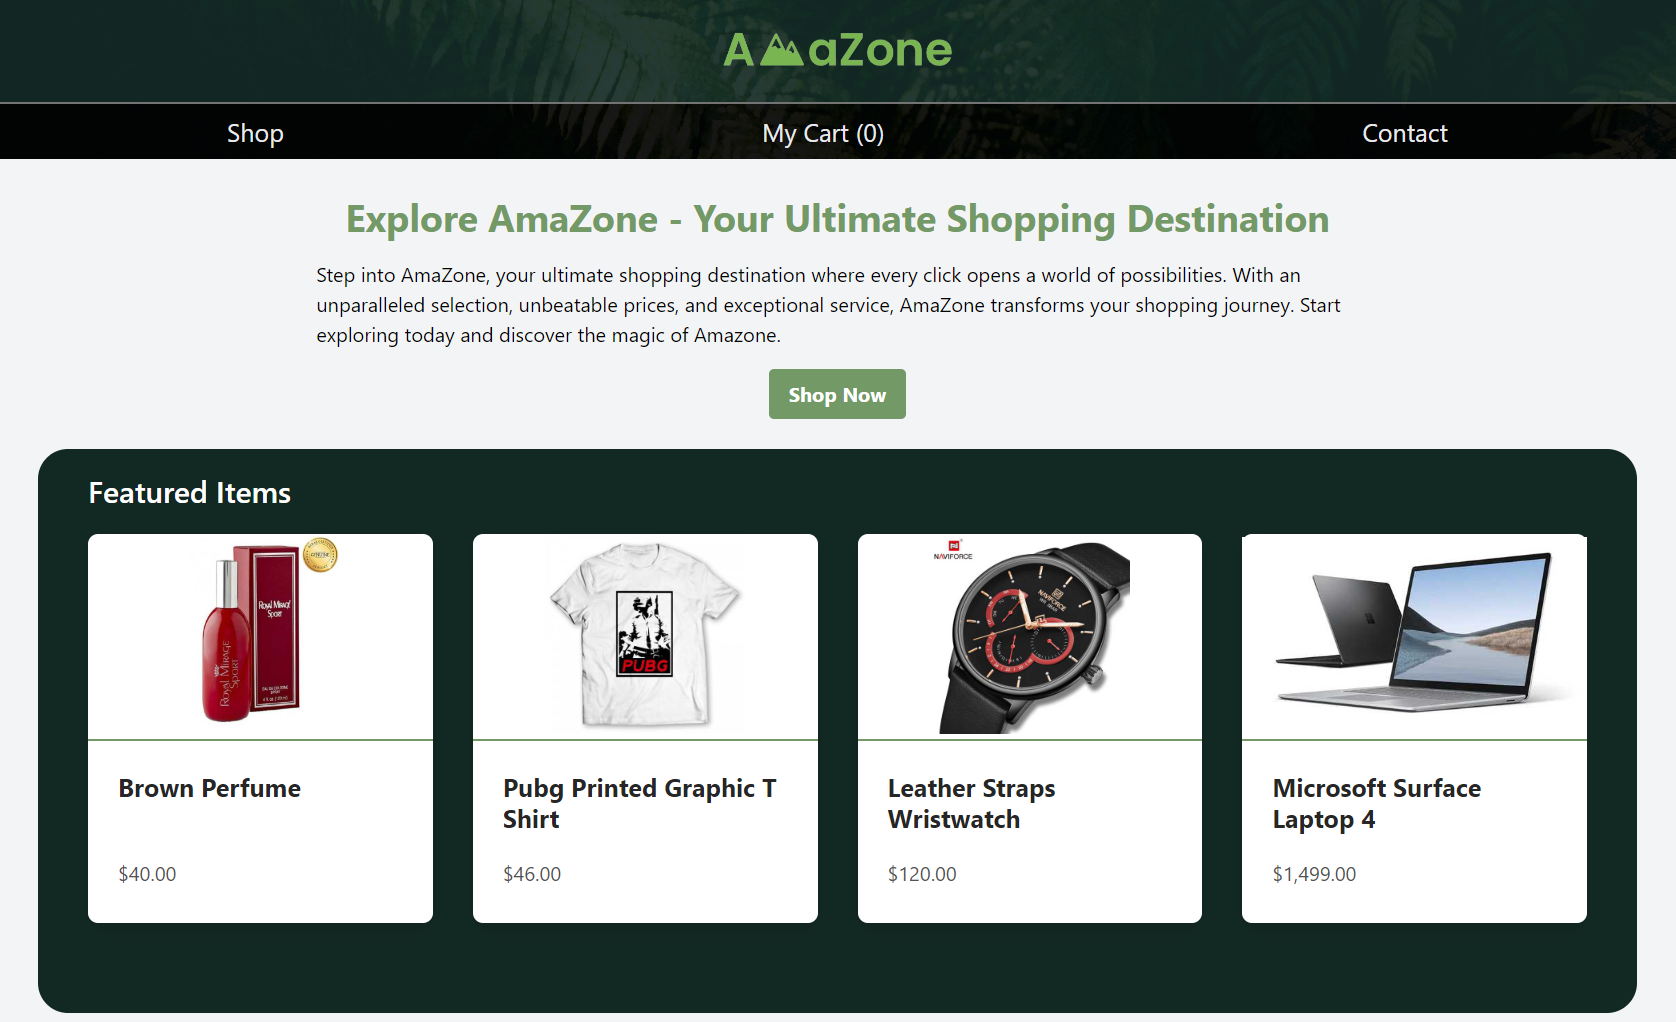 AmaZone
Shop
My Cart (0)
Contact
Explore AmaZone - Your Ultimate Shopping Destination
Step into AmaZone, your ultimate shopping destination where every click opens a world of possibilities. With an
unparalleled selection, unbeatable prices, and exceptional service, AmaZone transforms your shopping journey. Start
exploring today and discover the magic of Amazone.
Shop Now
Featured Items
Royal Mirage
Sport
Royal Mirage
Sport
PUBG
NAVIFORCE
NAVIFORCE
Brown Perfume
$40.00
Pubg Printed Graphic T
Shirt
$46.00
Leather Straps
Wristwatch
$120.00
Microsoft Surface
Laptop 4
$1,499.00